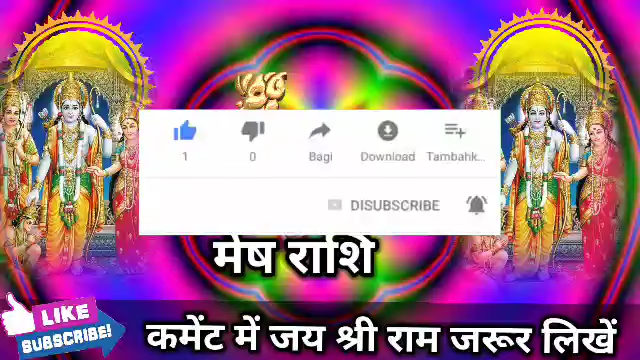 1 0 Bagi Download Tambahk...
DISUBSCRIBE
मेष राशि
LIKE
SUBSCRIBE!
कमेंट में जय श्री राम जरूर लिखें